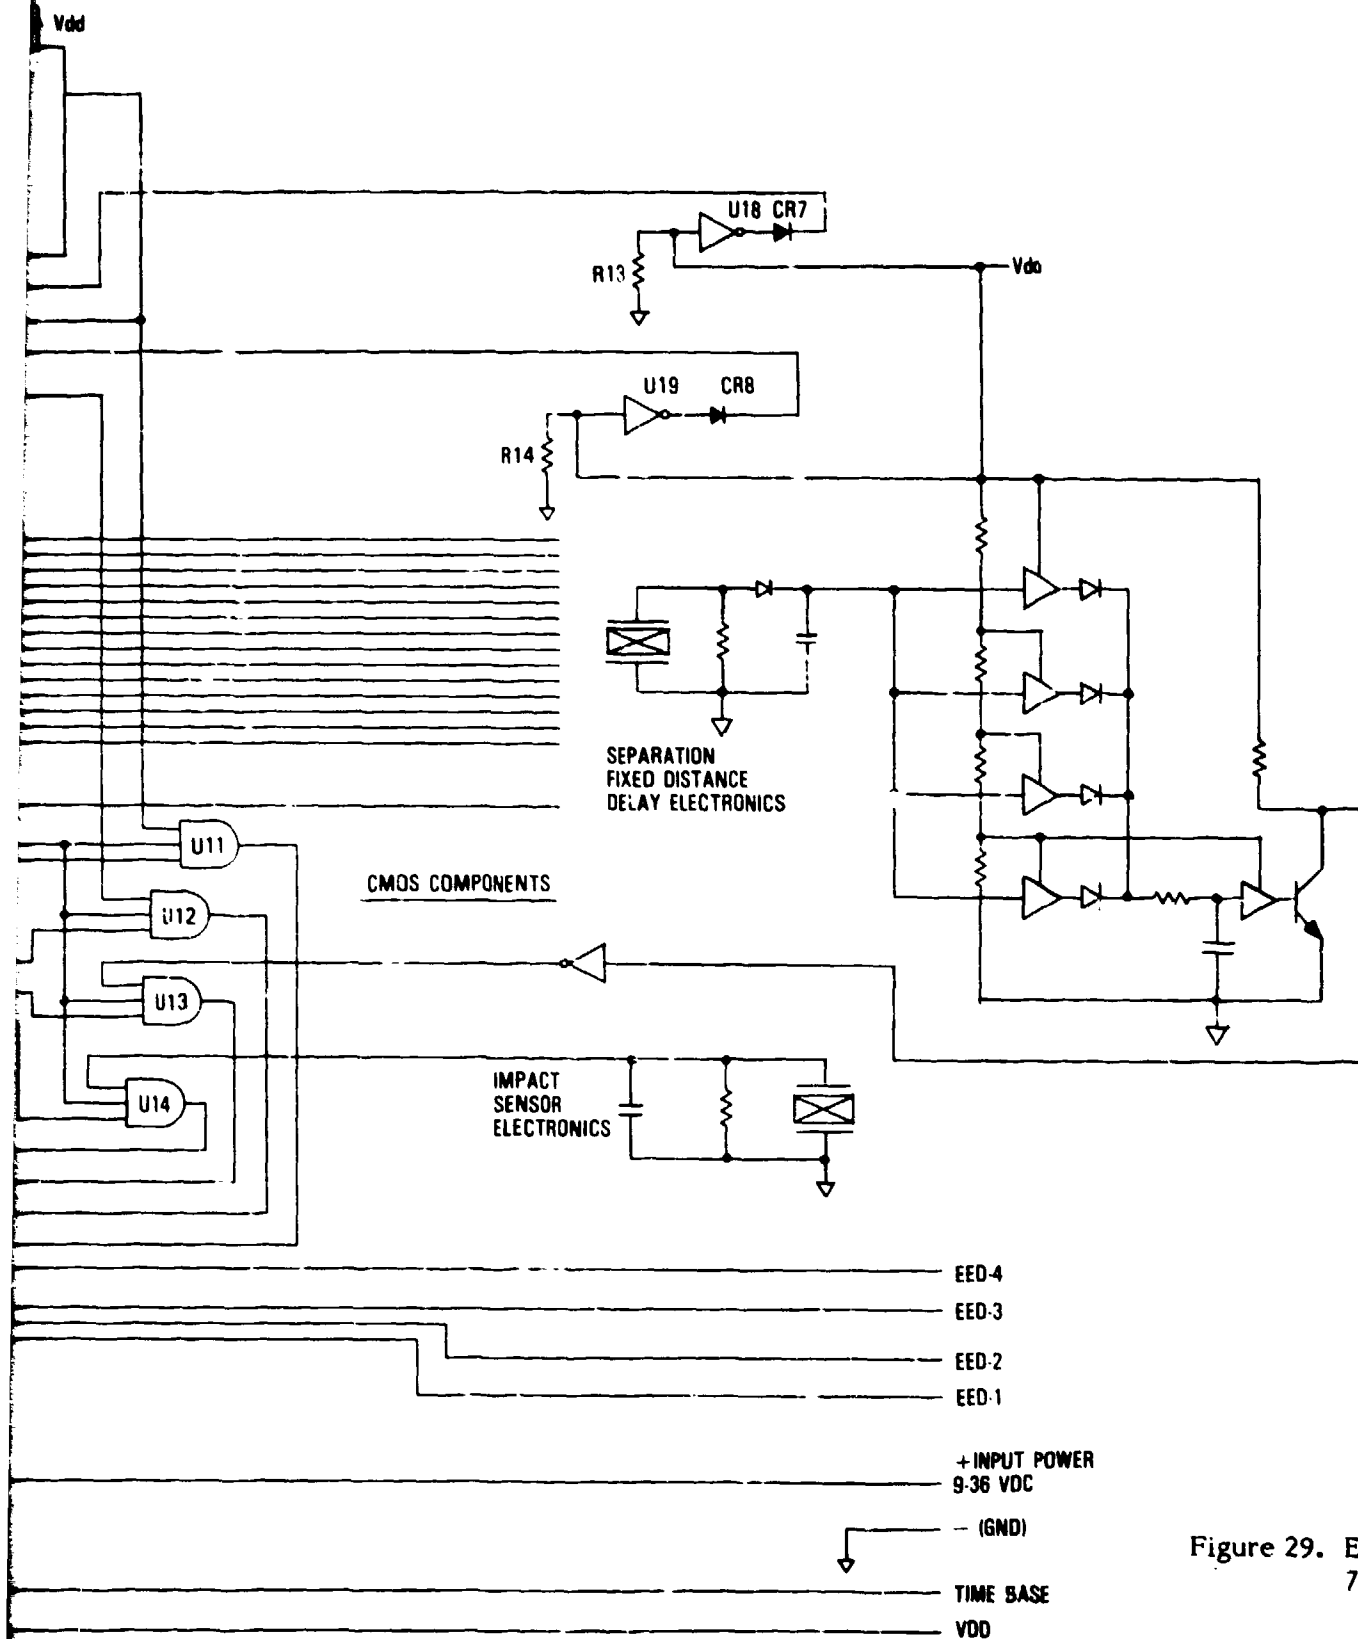 Vdd
U18 CR7
R13
Vdd
U19 CR8
R14
SEPARATION
FIXED DISTANCE
DELAY ELECTRONICS
U11
CMOS COMPONENTS
U12
U13
IMPACT
SENSOR
ELECTRONICS
U14
EED-4
EED-3
EED-2
EED-1
+INPUT POWER
9-36 VDC
- (GND)
Figure 29. E
7
TIME BASE
VDD